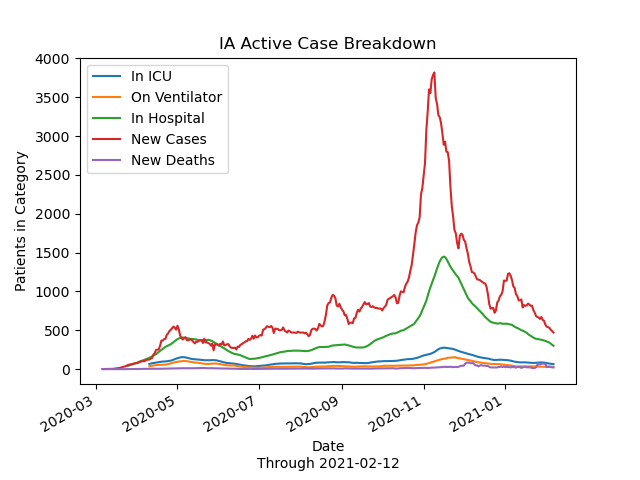 IA Active Case Breakdown
Patients in Category
4000
3500
3000
2500
2000
1500
1000
500
0
In ICU
On Ventilator
In Hospital
New Cases
New Deaths
2020-03
2020-05
2020-07
2020-09
2020-11
2021-01
Date
Through 2021-02-12